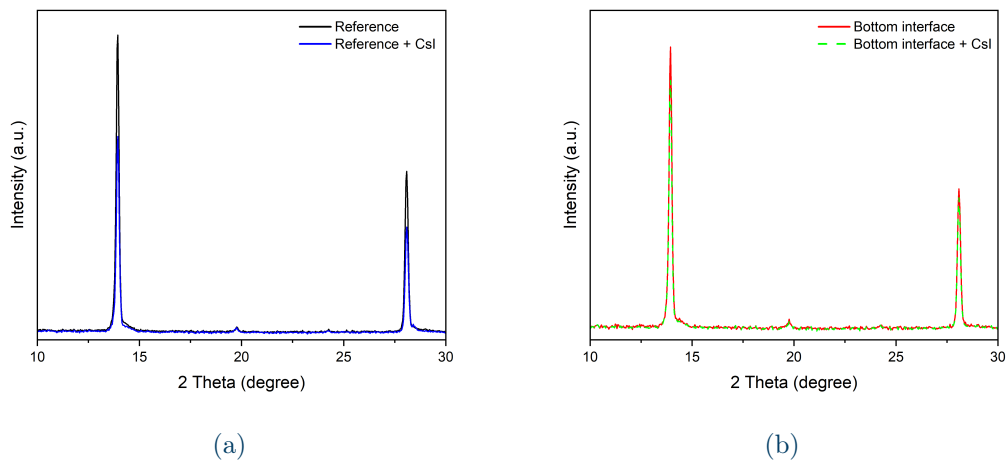 Reference
Reference + CsI
Intensity (a.u.)
10 15 20 25 30
2 Theta (degree)
(a)
Bottom interface
Bottom interface + CsI
Intensity (a.u.)
10 15 20 25 30
2 Theta (degree)
(b)